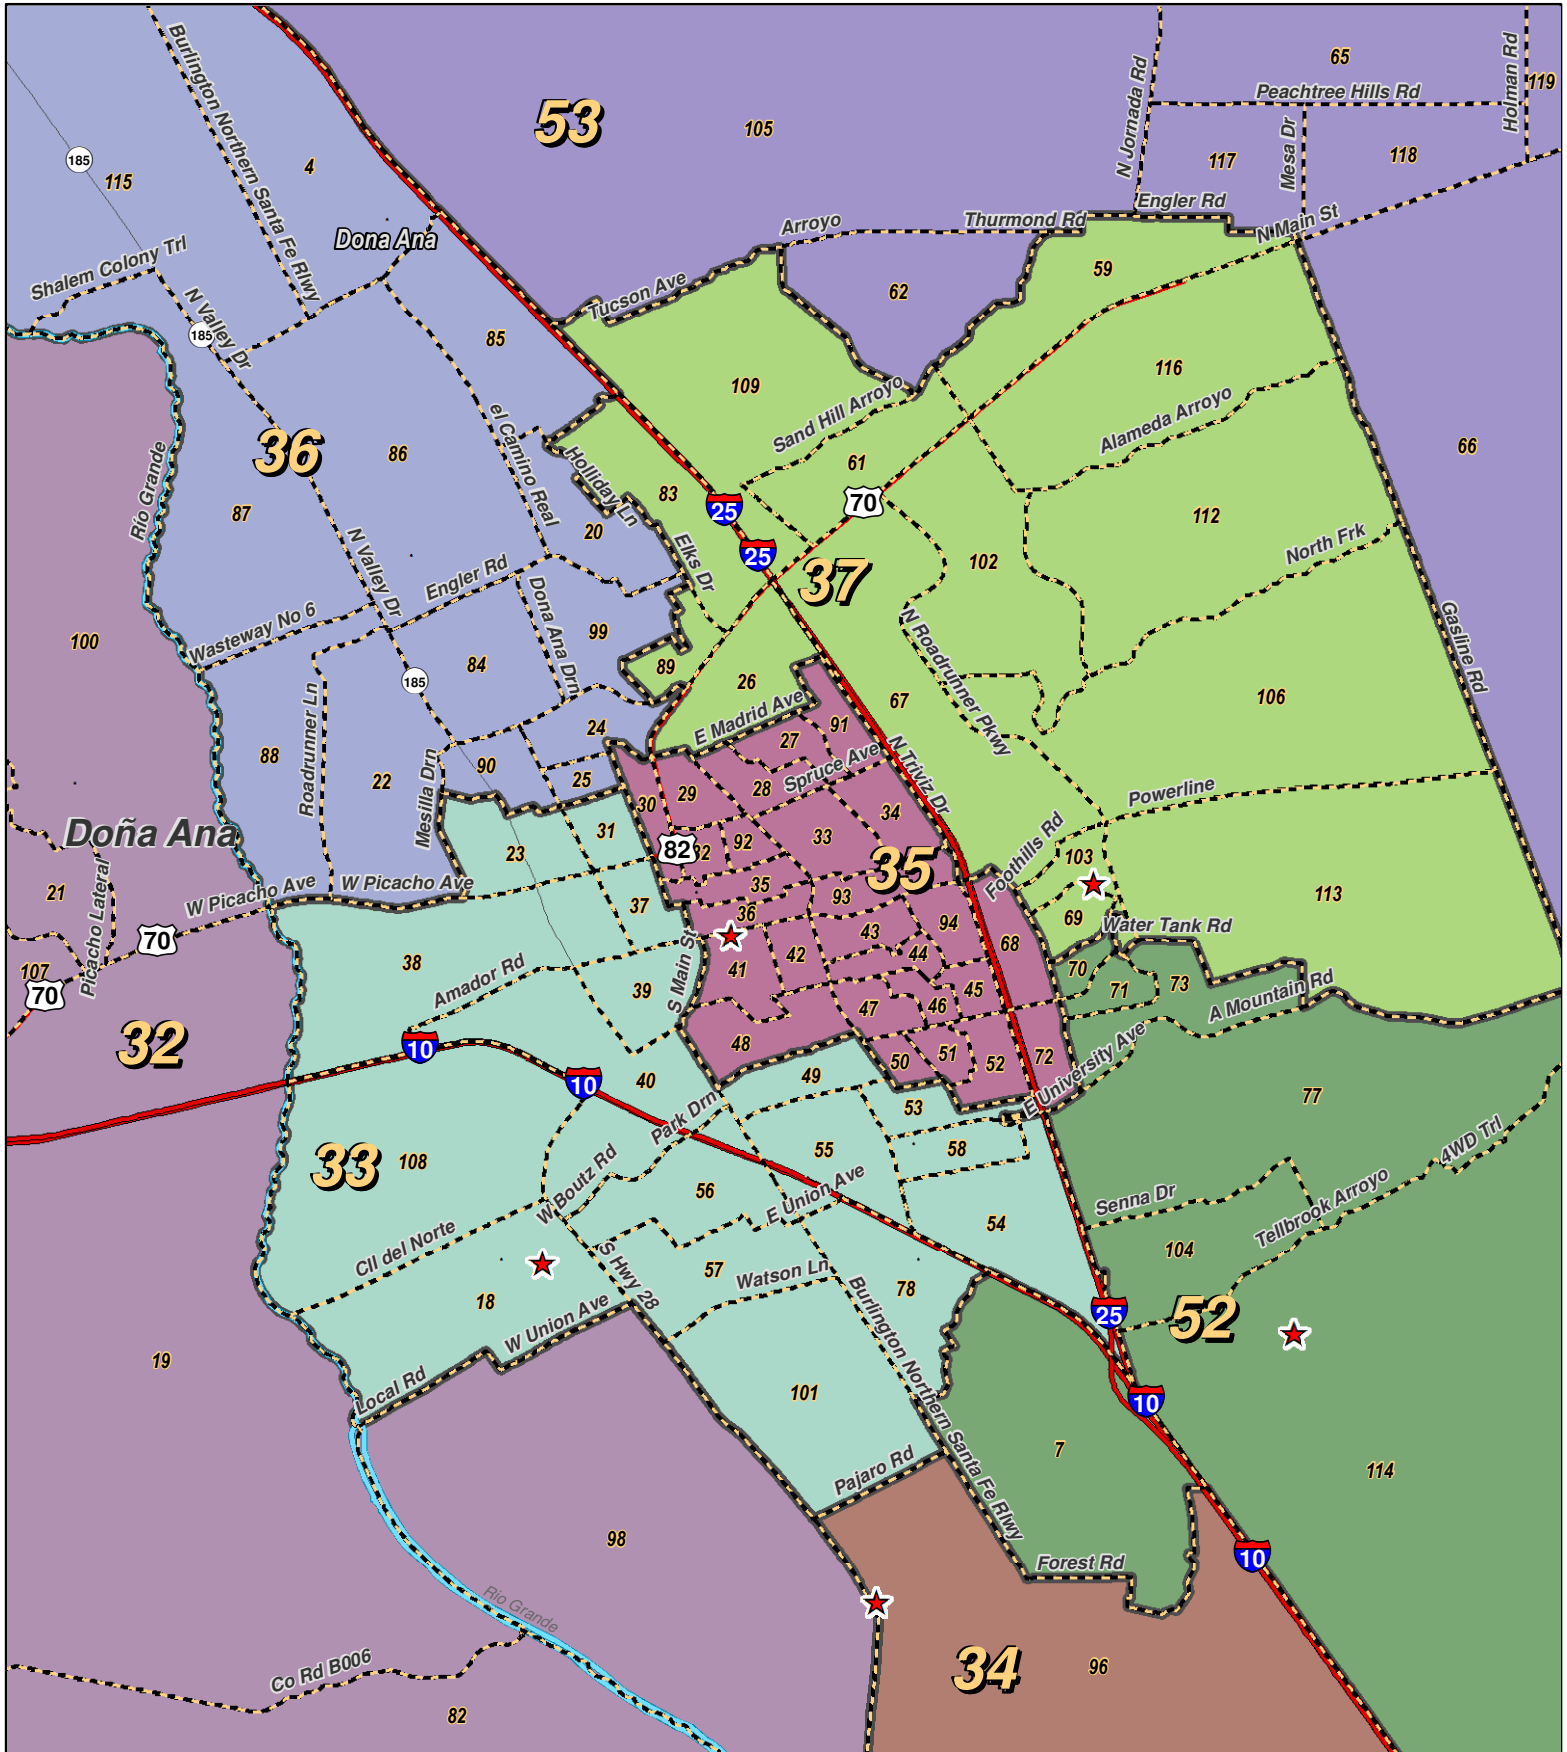 53
105
65
119
Holman Rd
Peachtree Hills Rd
N Jornada Rd
117
Mesa Dr
118
Burlington Northern Santa Fe Rlwy
4
185
115
Dona Ana
Shalem Colony Trl
N Valley Dr
185
Arroyo
Thurmond Rd
Engler Rd
N Main St
Tucson Ave
62
59
85
109
116
Sand Hill Arroyo
Alameda Arroyo
66
36
86
el Camino Real
Holliday Ln
61
Rio Grande
87
83
25
70
20
112
North Frk
N Valley Dr
Engler Rd
Elks Dr
25
37
102
Wasteway No 6
Dona Ana Drn
99
N Roadrunner Pkwy
Gasline Rd
100
84
185
89
26
67
106
Roadrunner Ln
E Madrid Ave
91
24
27
88
22
Mesilla Drn
90
25
Spruce Ave
N Triviz Dr
30
29
28
34
Powerline
Doña Ana
23
31
82
32
92
33
35
Foothills Rd
103
21
Picacho Lateral
W Picacho Ave
W Picacho Ave
37
35
36
93
69
113
70
38
43
94
68
Water Tank Rd
107
70
Amador Rd
39
S Main St
41
42
44
70
71
73
A Mountain Rd
32
10
48
47
46
45
50
51
52
72
E University Ave
10
40
49
77
Park Drn
53
33
108
W Boutz Rd
55
58
4WD Trl
56
E Union Ave
Senna Dr
Tellbrook Arroyo
Cll del Norte
54
104
S Hwy 28
57
Watson Ln
78
18
W Union Ave
25
52
Burlington Northern Santa Fe Rlwy
19
Local Rd
101
10
7
114
Pajaro Rd
98
Forest Rd
10
Rio Grande
34
96
Co Rd B006
82